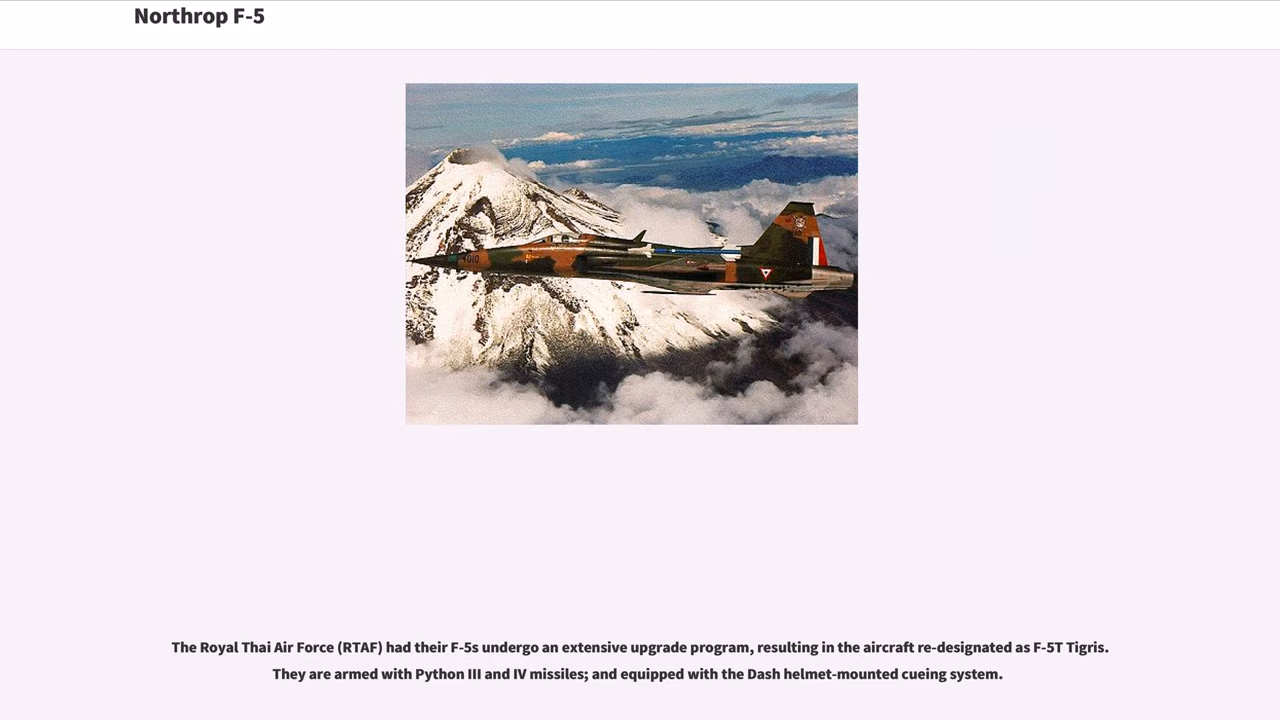 Northrop F-5
4010
The Royal Thai Air Force (RTAF) had their F-5s undergo an extensive upgrade program, resulting in the aircraft re-designated as F-5T Tigris.
They are armed with Python III and IV missiles; and equipped with the Dash helmet-mounted cueing system.